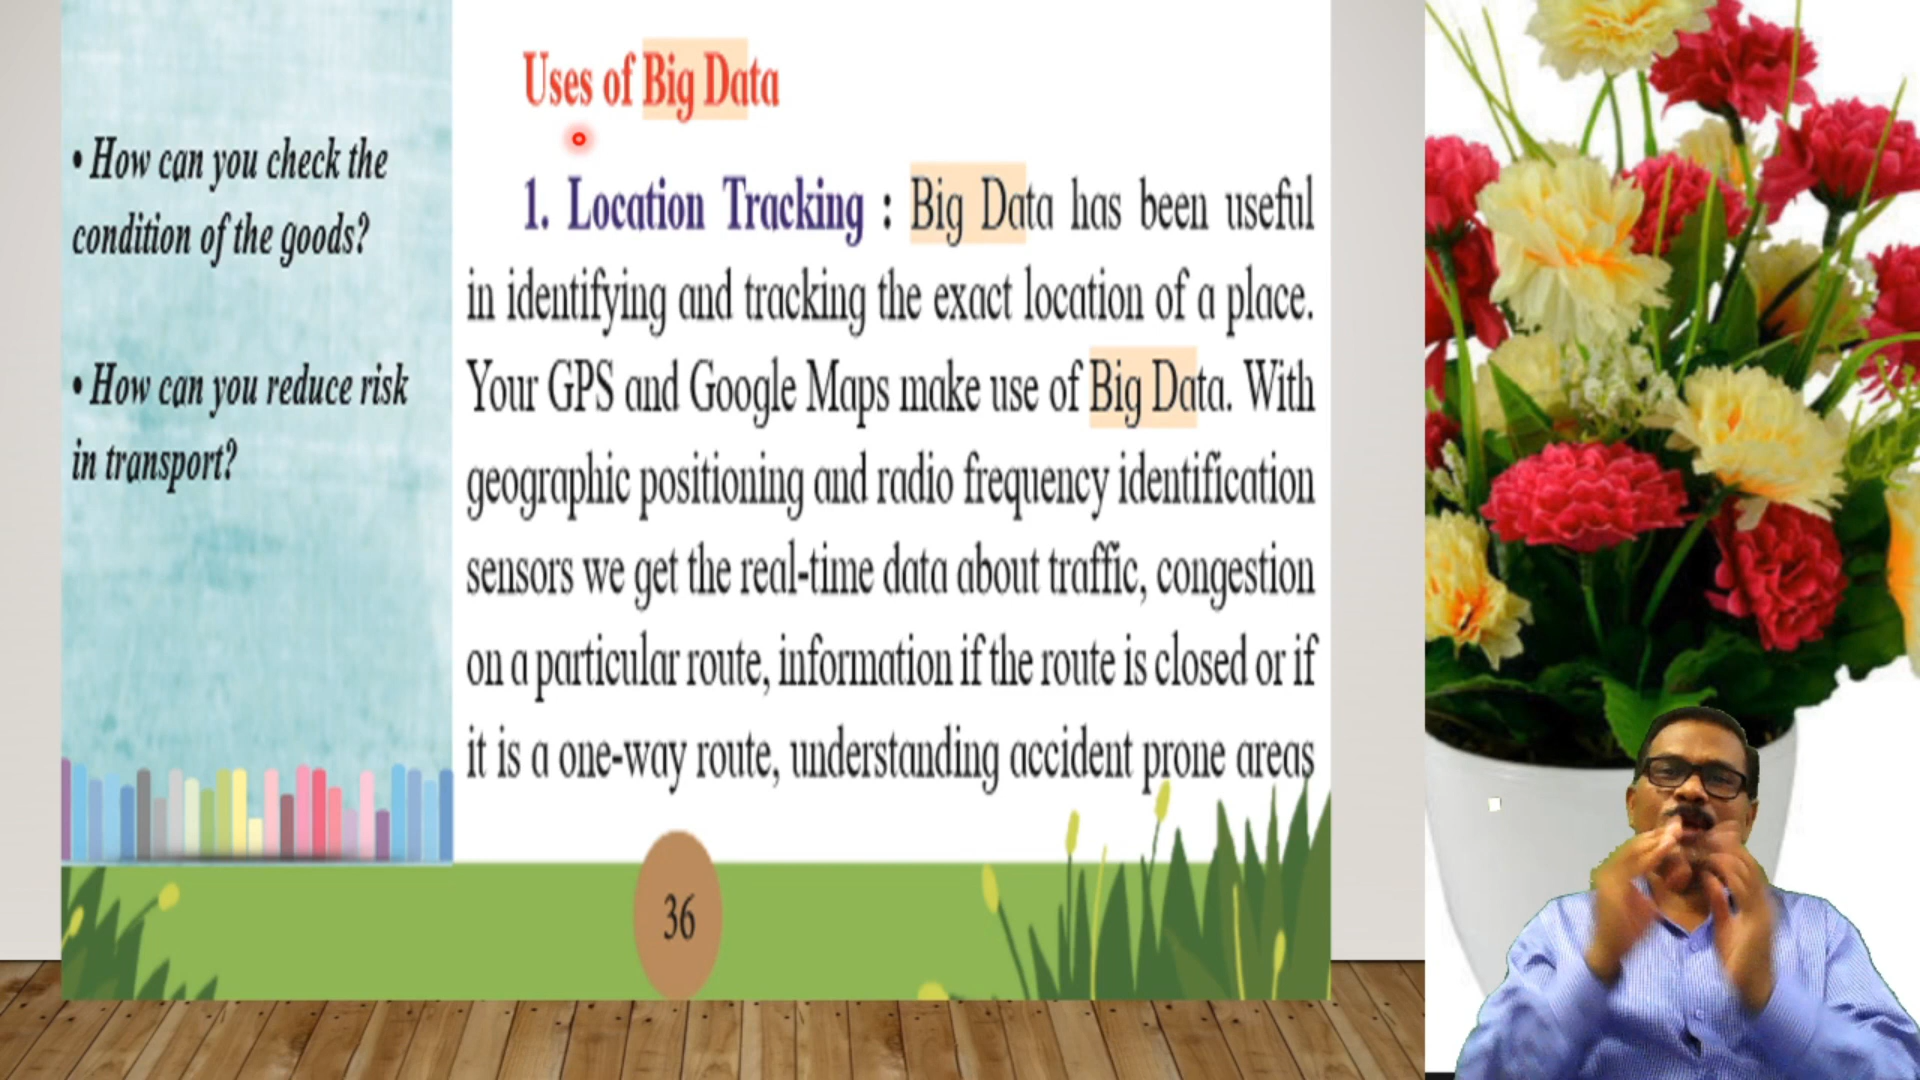 • How can you check the
condition of the goods?
• How can you reduce risk
in transport?
Uses of Big Data
1. Location Tracking : Big Data has been useful
in identifying and tracking the exact location of a place.
Your GPS and Google Maps make use of Big Data. With
geographic positioning and radio frequency identification
sensors we get the real-time data about traffic, congestion
on a particular route, information if the route is closed or if
it is a one-way route, understanding accident prone areas
36